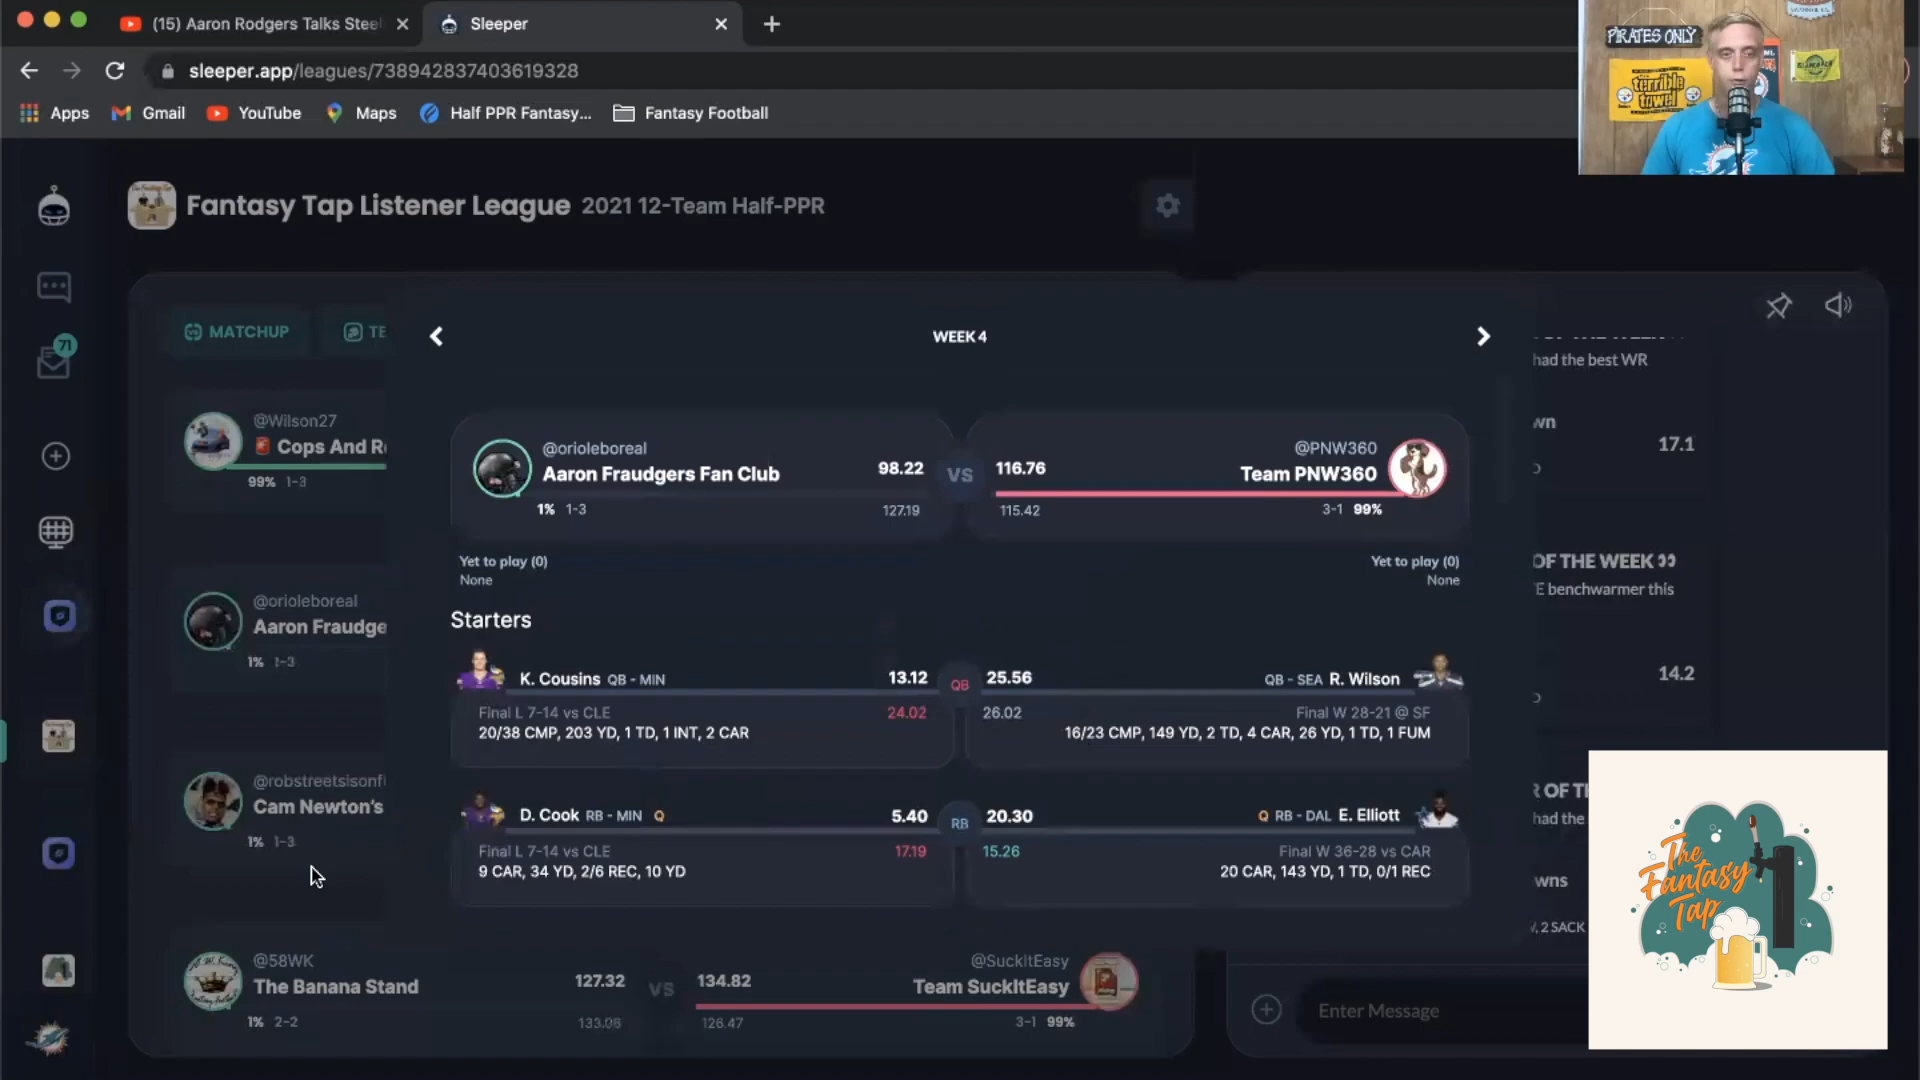 (15) Aaron Rodgers Talks Steel
Sleeper
sleeper.app/leagues/738942837403619328
Apps
Gmail
YouTube
Maps
Half PPR Fantasy...
Fantasy Football
PIRATES ONLY
terrible
towel
Fantasy Tap Listener League 2021 12-Team Half-PPR
MATCHUP
TE
WEEK 4
71
@Wilson27
Cops And R
99% 1-3
@orioleboreal
Aaron Fraudge
1% 1-3
@robstreetsisonfi
Cam Newton's
1% 1-3
@58WK
The Banana Stand
127.32
VS
134.82
@SuckItEasy
Team SuckItEasy
1% 2-2
133.06
126.47
3-1 99%
@orioleboreal
Aaron Fraudgers Fan Club
98.22
VS
116.76
@PNW360
Team PNW360
1% 1-3
127.19
115.42
3-1 99%
Yet to play (0)
None
Yet to play (0)
None
Starters
K. Cousins QB - MIN
13.12
QB
25.56
QB - SEA R. Wilson
Final L 7-14 vs CLE
24.02
26.02
Final W 28-21 @ SF
20/38 CMP, 203 YD, 1 TD, 1 INT, 2 CAR
16/23 CMP, 149 YD, 2 TD, 4 CAR, 26 YD, 1 TD, 1 FUM
D. Cook RB - MIN Q
5.40
RB
20.30
Q RB - DAL E. Elliott
Final L 7-14 vs CLE
17.19
15.26
Final W 36-28 vs CAR
9 CAR, 34 YD, 2/6 REC, 10 YD
20 CAR, 143 YD, 1 TD, 0/1 REC
had the best WR
wn
17.1
OF THE WEEK
E benchwarmer this
14.2
R OF TH
had the
wns
, 2 SACK
Enter Message
The
Fantasy
Tap